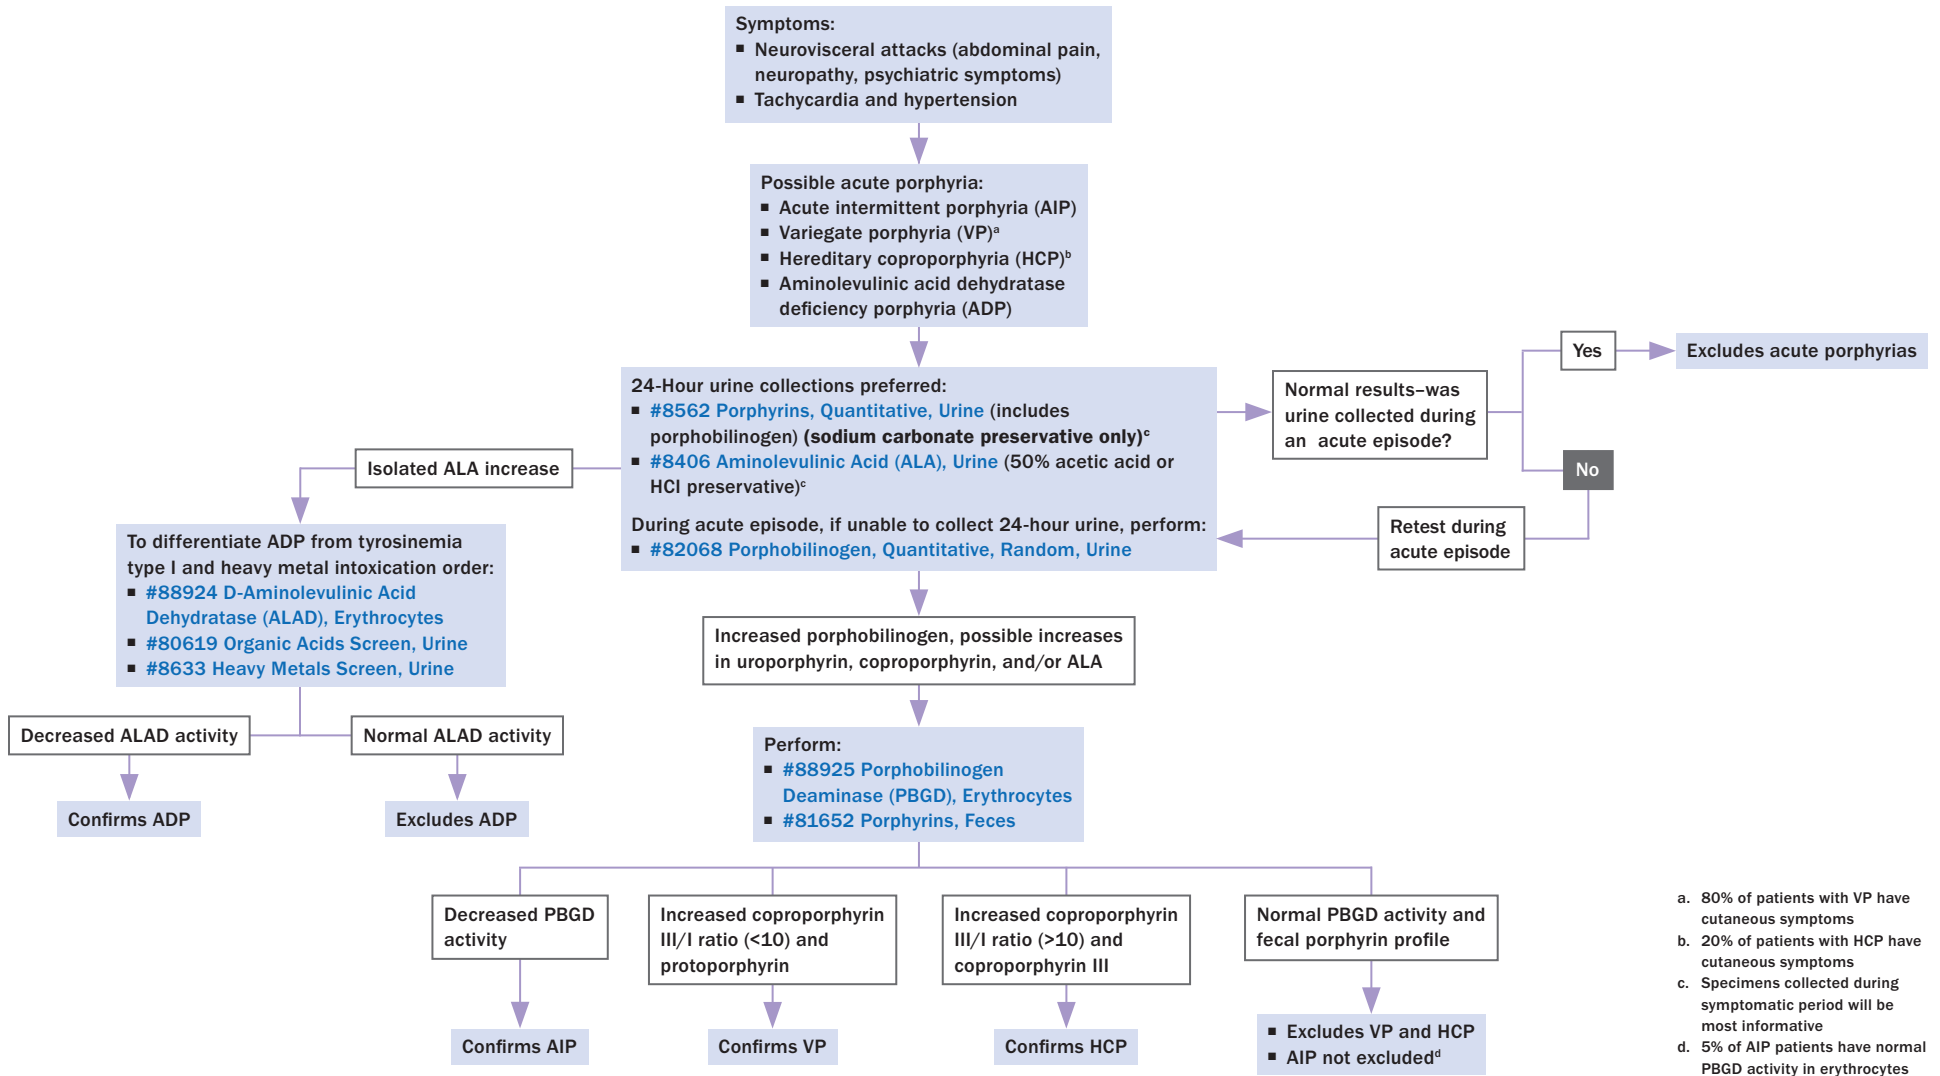 Symptoms:
▪ Neurovisceral attacks (abdominal pain,
neuropathy, psychiatric symptoms)
▪ Tachycardia and hypertension
Possible acute porphyria:
▪ Acute intermittent porphyria (AIP)
▪ Variegate porphyria (VP)ᵃ
▪ Hereditary coproporphyria (HCP)ᵇ
▪ Aminolevulinic acid dehydratase
deficiency porphyria (ADP)
24-Hour urine collections preferred:
▪ #8562 Porphyrins, Quantitative, Urine (includes
porphobilinogen) (sodium carbonate preservative only)ᶜ
▪ #8406 Aminolevulinic Acid (ALA), Urine (50% acetic acid or
HCl preservative)ᶜ
During acute episode, if unable to collect 24-hour urine, perform:
▪ #82068 Porphobilinogen, Quantitative, Random, Urine
Normal results–was
urine collected during
an acute episode?
Yes
Excludes acute porphyrias
No
Retest during
acute episode
Isolated ALA increase
To differentiate ADP from tyrosinemia
type I and heavy metal intoxication order:
▪ #88924 D-Aminolevulinic Acid
Dehydratase (ALAD), Erythrocytes
▪ #80619 Organic Acids Screen, Urine
▪ #8633 Heavy Metals Screen, Urine
Decreased ALAD activity
Normal ALAD activity
Confirms ADP
Excludes ADP
Increased porphobilinogen, possible increases
in uroporphyrin, coproporphyrin, and/or ALA
Perform:
▪ #88925 Porphobilinogen
Deaminase (PBGD), Erythrocytes
▪ #81652 Porphyrins, Feces
Decreased PBGD
activity
Increased coproporphyrin
III/I ratio (<10) and
protoporphyrin
Increased coproporphyrin
III/I ratio (>10) and
coproporphyrin III
Normal PBGD activity and
fecal porphyrin profile
Confirms AIP
Confirms VP
Confirms HCP
▪ Excludes VP and HCP
▪ AIP not excludedᵈ
a. 80% of patients with VP have
cutaneous symptoms
b. 20% of patients with HCP have
cutaneous symptoms
c. Specimens collected during
symptomatic period will be
most informative
d. 5% of AIP patients have normal
PBGD activity in erythrocytes